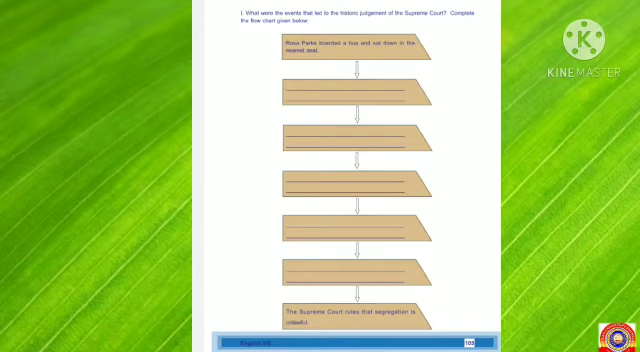 I. What were the events that led to the historic judgement of the Supreme Court? Complete
the flow chart given below:
Rosa Parks boarded a bus and sat down in the
nearest seat.
The Supreme Court rules that segregation is
unlawful.
English
105
K
KINEMASTER